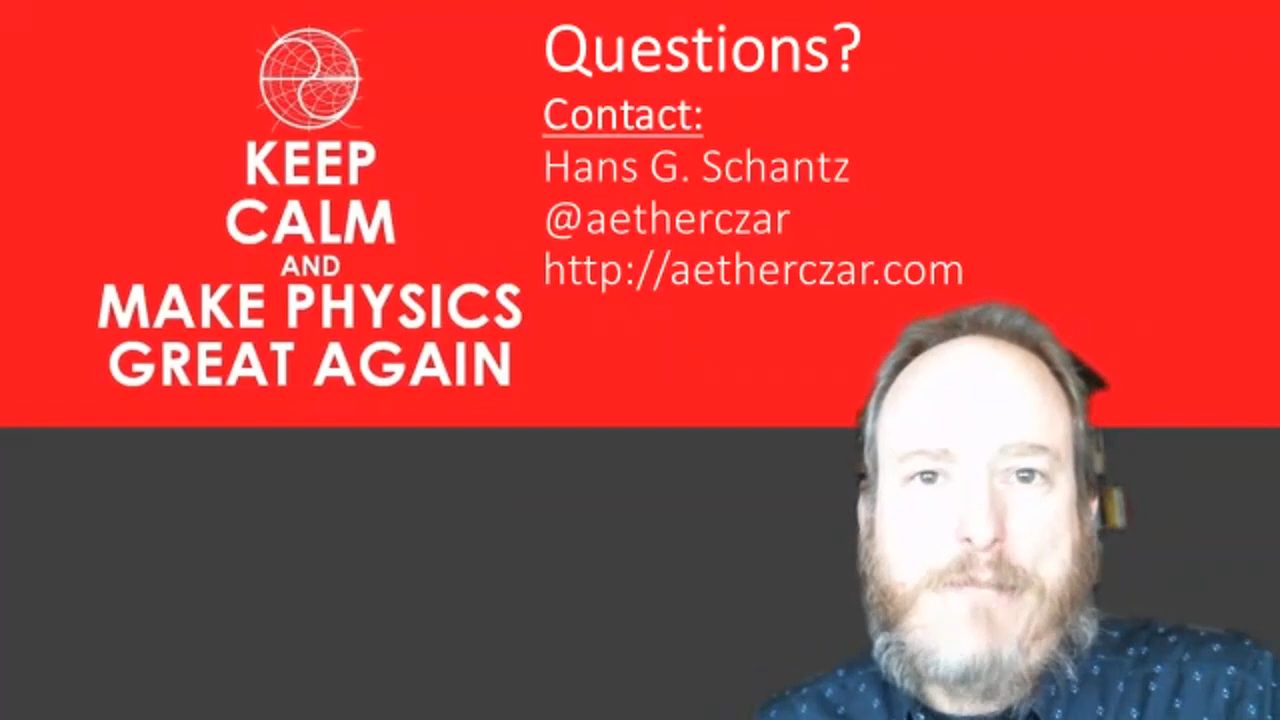 KEEP
CALM
AND
MAKE PHYSICS
GREAT AGAIN
Questions?
Contact:
Hans G. Schantz
@aetherczar
http://aetherczar.com